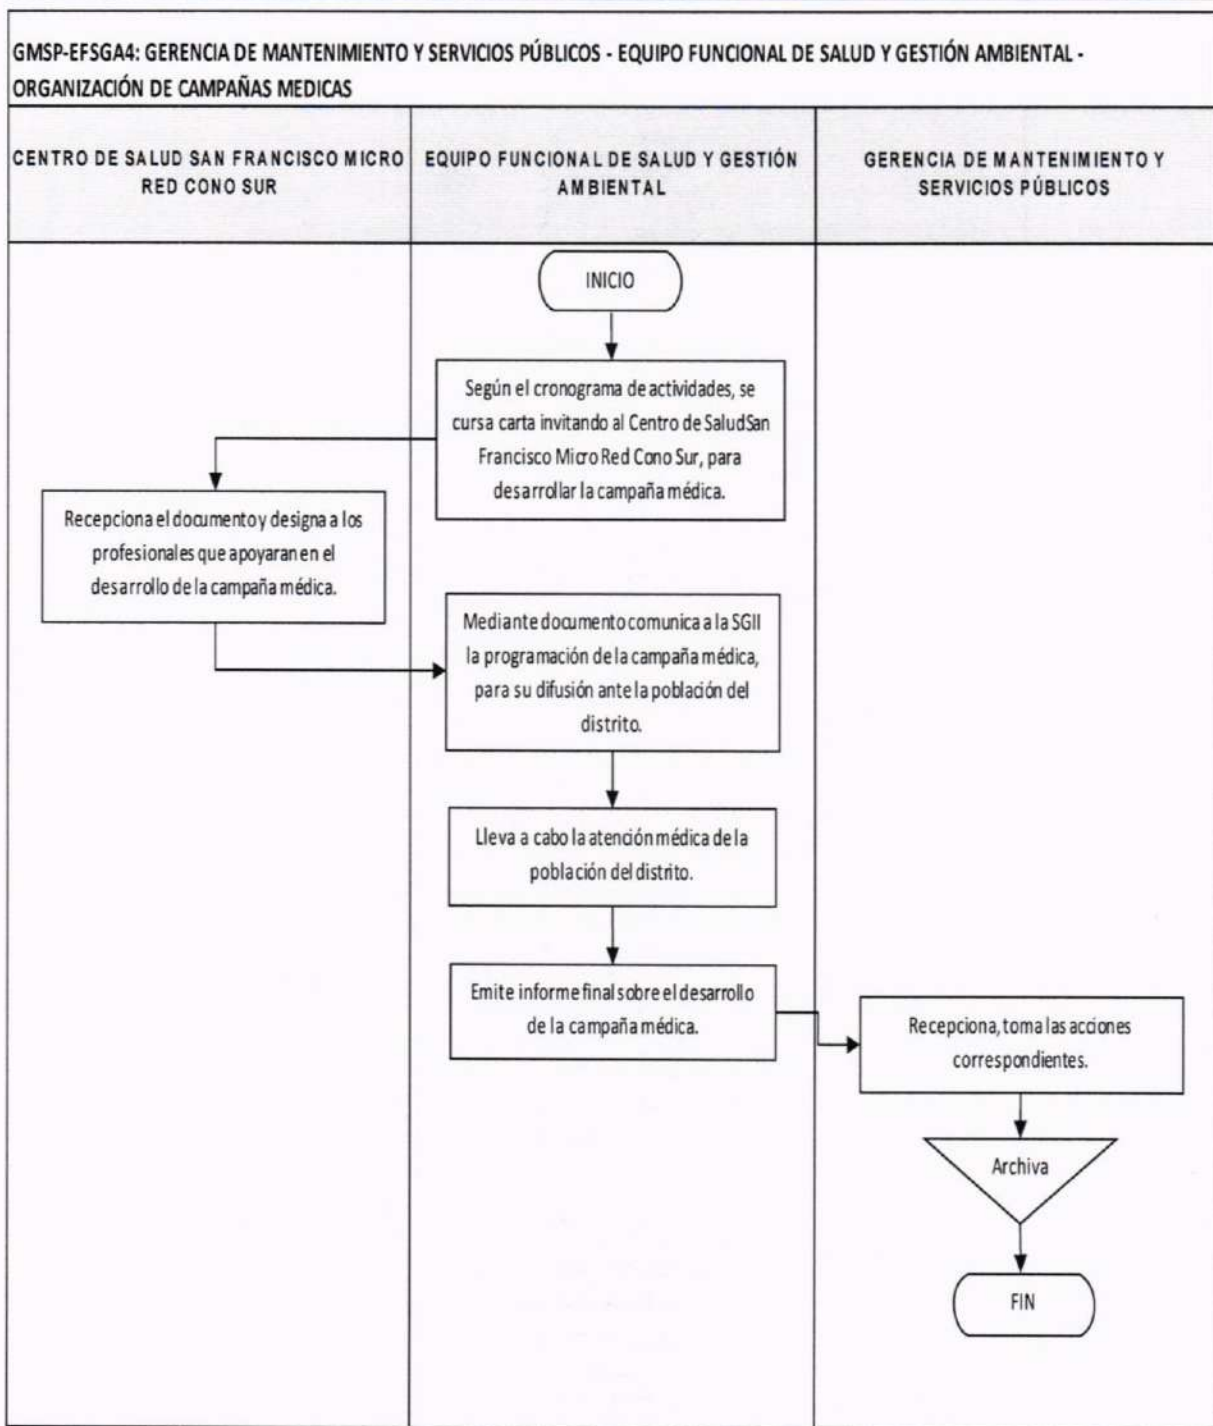 GMSP-EFSGA4: GERENCIA DE MANTENIMIENTO Y SERVICIOS PÚBLICOS - EQUIPO FUNCIONAL DE SALUD Y GESTIÓN AMBIENTAL -
ORGANIZACIÓN DE CAMPAÑAS MEDICAS
CENTRO DE SALUD SAN FRANCISCO MICRO
RED CONO SUR
EQUIPO FUNCIONAL DE SALUD Y GESTIÓN
AMBIENTAL
GERENCIA DE MANTENIMIENTO Y
SERVICIOS PÚBLICOS
INICIO
Según el cronograma de actividades, se
cursa carta invitando al Centro de SaludSan
Francisco Micro Red Cono Sur, para
desarrollar la campaña médica.
Recepciona el documento y designa a los
profesionales que apoyaran en el
desarrollo de la campaña médica.
Mediante documento comunica a la SGII
la programación de la campaña médica,
para su difusión ante la población del
distrito.
Lleva a cabo la atención médica de la
población del distrito.
Emite informe final sobre el desarrollo
de la campaña médica.
Recepciona, toma las acciones
correspondientes.
Archiva
FIN